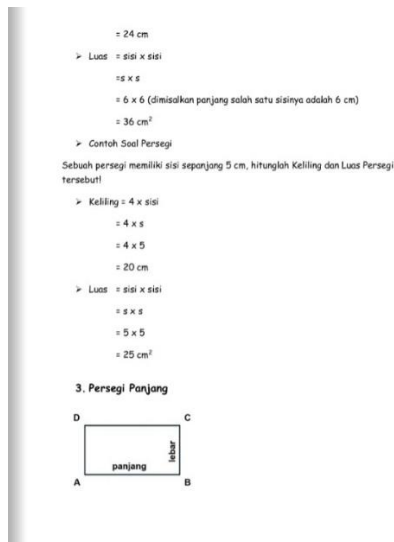 = 24 cm
➢ Luas = sisi x sisi
=s x s
= 6 x 6 (dimisalkan panjang salah satu sisinya adalah 6 cm)
= 36 cm²
➢ Contoh Soal Persegi
Sebuah persegi memiliki sisi sepanjang 5 cm, hitunglah Keliling dan Luas Persegi
tersebut!
➢ Keliling = 4 x sisi
= 4 x s
= 4 x 5
= 20 cm
➢ Luas = sisi x sisi
= s x s
= 5 x 5
= 25 cm²
3. Persegi Panjang
D C
lebar
panjang
A B